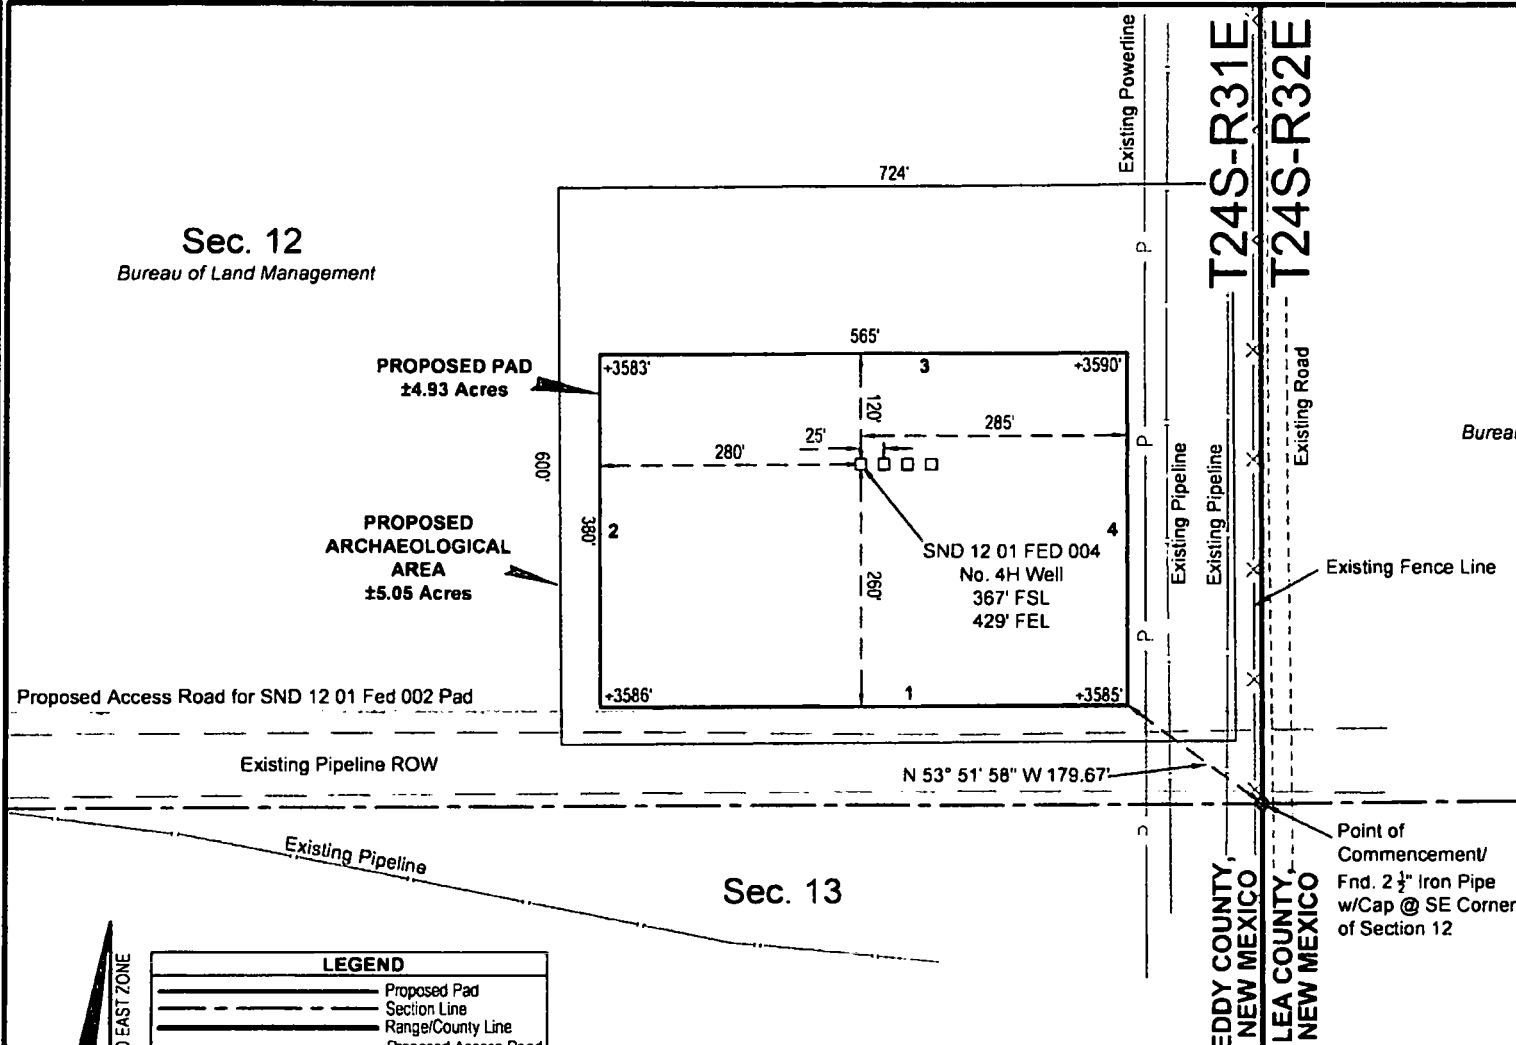 Existing Powerline
T24S-R31E
T24S-R32E
724'
Sec. 12
Bureau of Land Management
565'
PROPOSED PAD
±4.93 Acres
+3583'
3
+3590'
120'
285'
25'
280'
600'
Existing Road
Bureau
Existing Pipeline
Existing Pipeline
P
P
P
P
PROPOSED
ARCHAEOLOGICAL
AREA
±5.05 Acres
380'
2
4
SND 12 01 FED 004
No. 4H Well
367' FSL
429' FEL
260'
Existing Fence Line
Proposed Access Road for SND 12 01 Fed 002 Pad
+3586'
1
+3585'
Existing Pipeline ROW
N 53° 51' 58" W 179.67'
Existing Pipeline
Sec. 13
Point of
Commencement/
Fnd. 2 ½" Iron Pipe
w/Cap @ SE Corner
of Section 12
EDDY COUNTY,
NEW MEXICO
LEA COUNTY,
NEW MEXICO
EAST ZONE
LEGEND
Proposed Pad
Section Line
Range/County Line
Proposed Access Road